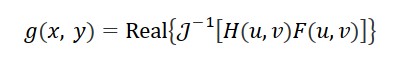 g(x, y) = Real{𝒥⁻¹[H(u, v)F(u, v)]}